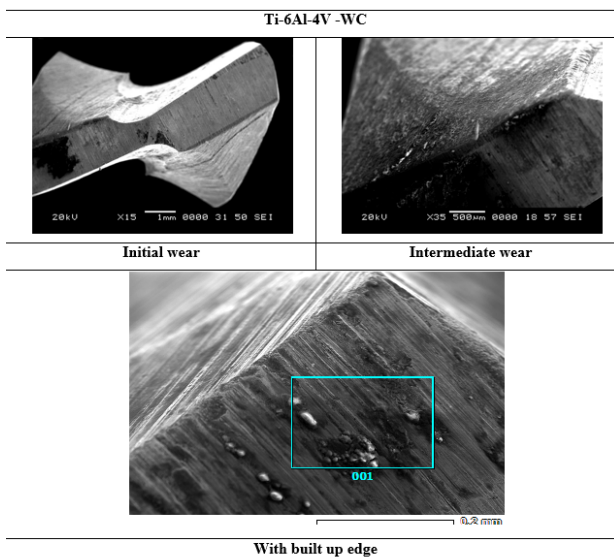 Ti-6Al-4V -WC
20kV X15 1mm 0000 31 50 SEI
20kV X35 500µm 0000 18 57 SEI
Initial wear
Intermediate wear
001
0.2 mm
With built up edge